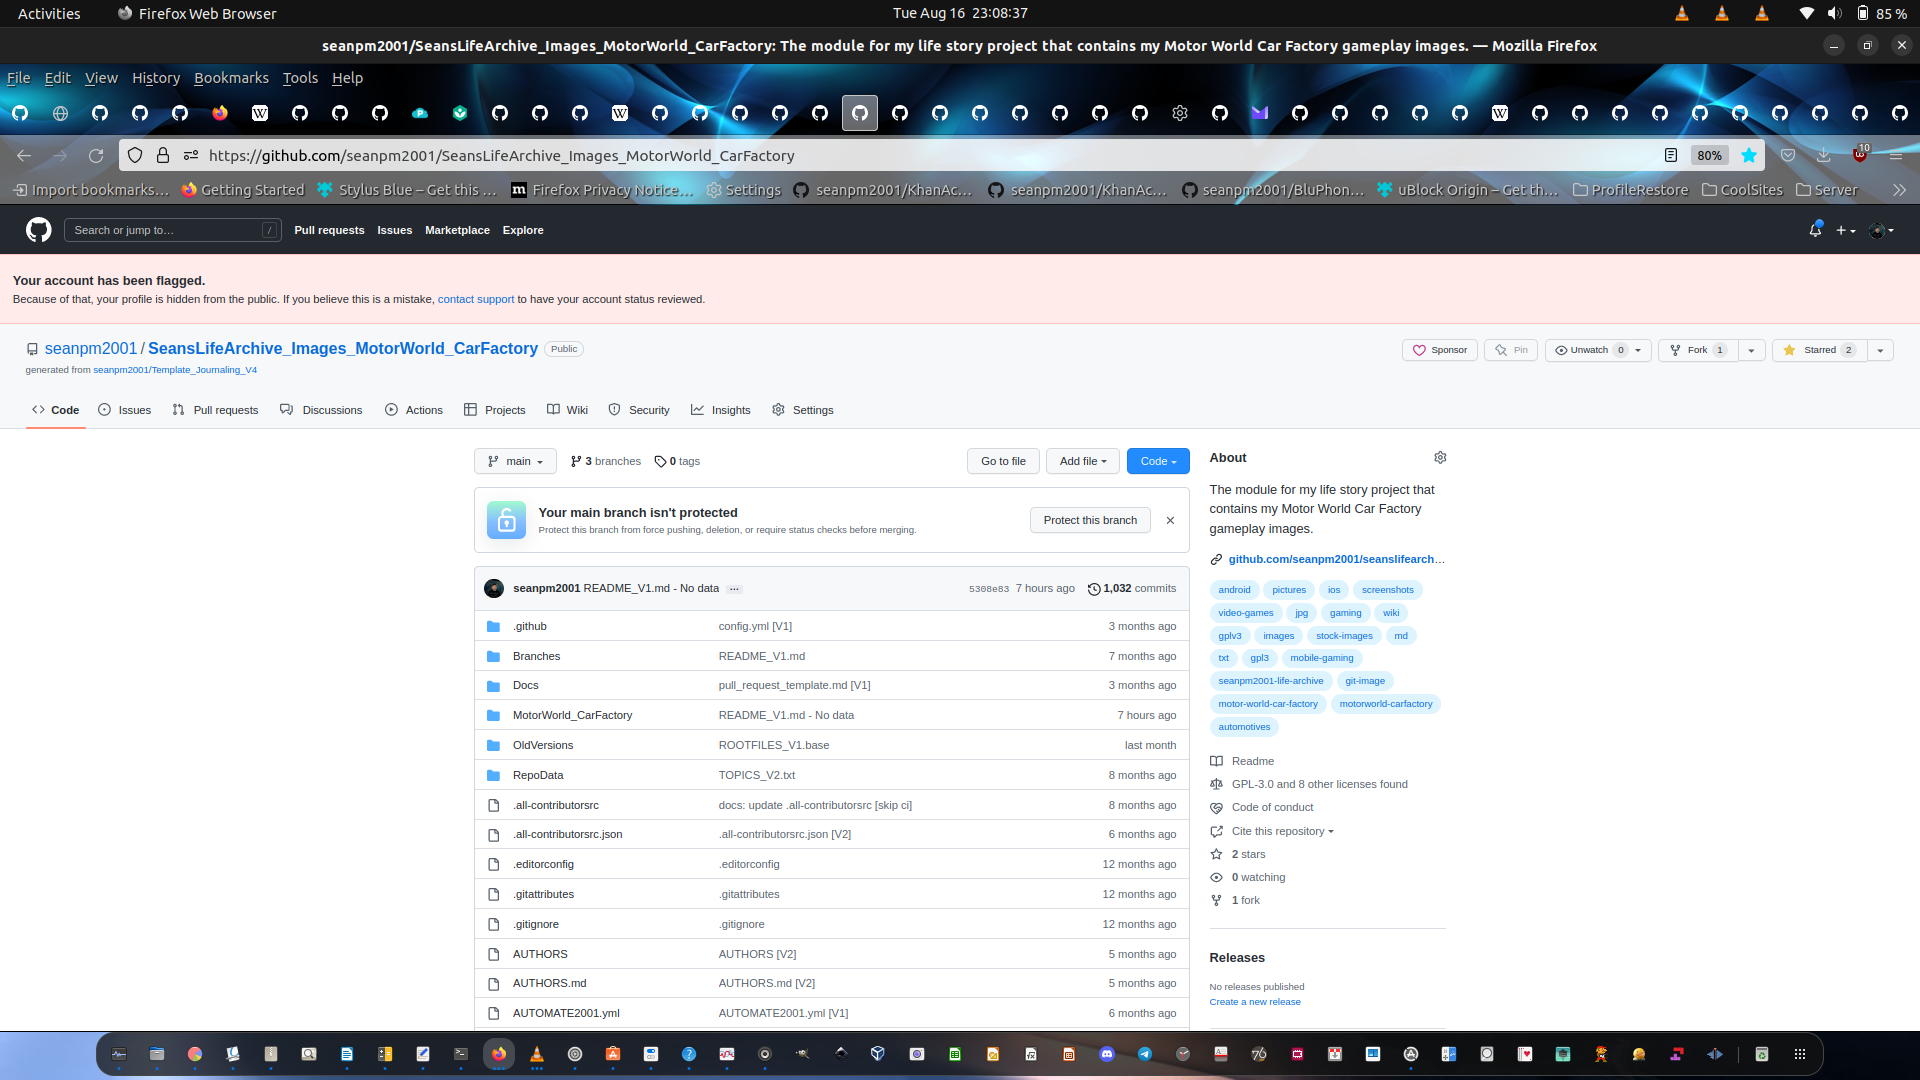 Activities
Firefox Web Browser
Tue Aug 16 23:08:37
85 %
seanpm2001/SeansLifeArchive_Images_MotorWorld_CarFactory: The module for my life story project that contains my Motor World Car Factory gameplay images. — Mozilla Firefox
File Edit View History Bookmarks Tools Help
https://github.com/seanpm2001/SeansLifeArchive_Images_MotorWorld_CarFactory
80%
10
Import bookmarks... Getting Started Stylus Blue – Get this ... Firefox Privacy Notice... Settings seanpm2001/KhanAc... seanpm2001/KhanAc... seanpm2001/BluPhon... uBlock Origin – Get th... ProfileRestore CoolSites Server
Search or jump to... / Pull requests Issues Marketplace Explore
Your account has been flagged.
Because of that, your profile is hidden from the public. If you believe this is a mistake, contact support to have your account status reviewed.
seanpm2001 / SeansLifeArchive_Images_MotorWorld_CarFactory Public
Sponsor Pin Unwatch 0 Fork 1 Starred 2
generated from seanpm2001/Template_Journaling_V4
Code Issues Pull requests Discussions Actions Projects Wiki Security Insights Settings
main 3 branches 0 tags Go to file Add file Code
Your main branch isn't protected
Protect this branch from force pushing, deletion, or require status checks before merging.
Protect this branch
seanpm2001 README_V1.md - No data ... 5308e83 7 hours ago 1,032 commits
.github config.yml [V1] 3 months ago
Branches README_V1.md 7 months ago
Docs pull_request_template.md [V1] 3 months ago
MotorWorld_CarFactory README_V1.md - No data 7 hours ago
OldVersions ROOTFILES_V1.base last month
RepoData TOPICS_V2.txt 8 months ago
.all-contributorsrc docs: update .all-contributorsrc [skip ci] 8 months ago
.all-contributorsrc.json .all-contributorsrc.json [V2] 6 months ago
.editorconfig .editorconfig 12 months ago
.gitattributes .gitattributes 12 months ago
.gitignore .gitignore 12 months ago
AUTHORS AUTHORS [V2] 5 months ago
AUTHORS.md AUTHORS.md [V2] 5 months ago
AUTOMATE2001.yml AUTOMATE2001.yml [V1] 6 months ago
About
The module for my life story project that
contains my Motor World Car Factory
gameplay images.
github.com/seanpm2001/seanslifearch...
android pictures ios screenshots
video-games jpg gaming wiki
gplv3 images stock-images md
txt gpl3 mobile-gaming
seanpm2001-life-archive git-image
motor-world-car-factory motorworld-carfactory
automotives
Readme
GPL-3.0 and 8 other licenses found
Code of conduct
Cite this repository
2 stars
0 watching
1 fork
Releases
No releases published
Create a new release